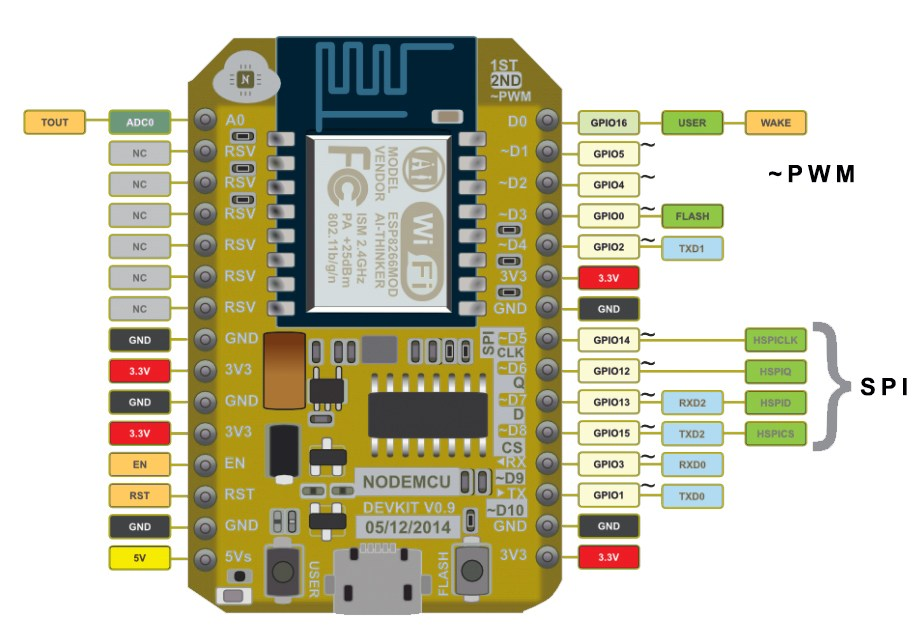 1ST
2ND
~PWM
TOUT ADC0 A0
NC RSV
NC RSV
NC RSV
NC RSV
NC RSV
NC RSV
GND GND
3.3V 3V3
GND GND
3.3V 3V3
EN EN
RST RST
GND GND
5V 5Vs
N
Ai
WiFi
FC
MODEL ESP8266MOD
VENDOR AI-THINKER
ISM 2.4GHz
PA +25dBm
802.11b/g/n
D0 GPIO16 USER WAKE
~D1 GPIO5 ~
~D2 GPIO4 ~
~PWM
~D3 GPIO0 ~ FLASH
~D4 GPIO2 ~ TXD1
3V3 3.3V
GND GND
SPI
~D5 GPIO14 ~ HSPICLK
CLK
~D6 GPIO12 ~ HSPIQ
Q
~D7 GPIO13 ~ RXD2 HSPID
D
~D8 GPIO15 ~ TXD2 HSPICS
CS
SPI
◄RX GPIO3 ~ RXD0
~D9
►TX GPIO1 ~ TXD0
~D10
GND GND
3V3 3.3V
NODEMCU
DEVKIT V0.9
05/12/2014
USER
FLASH